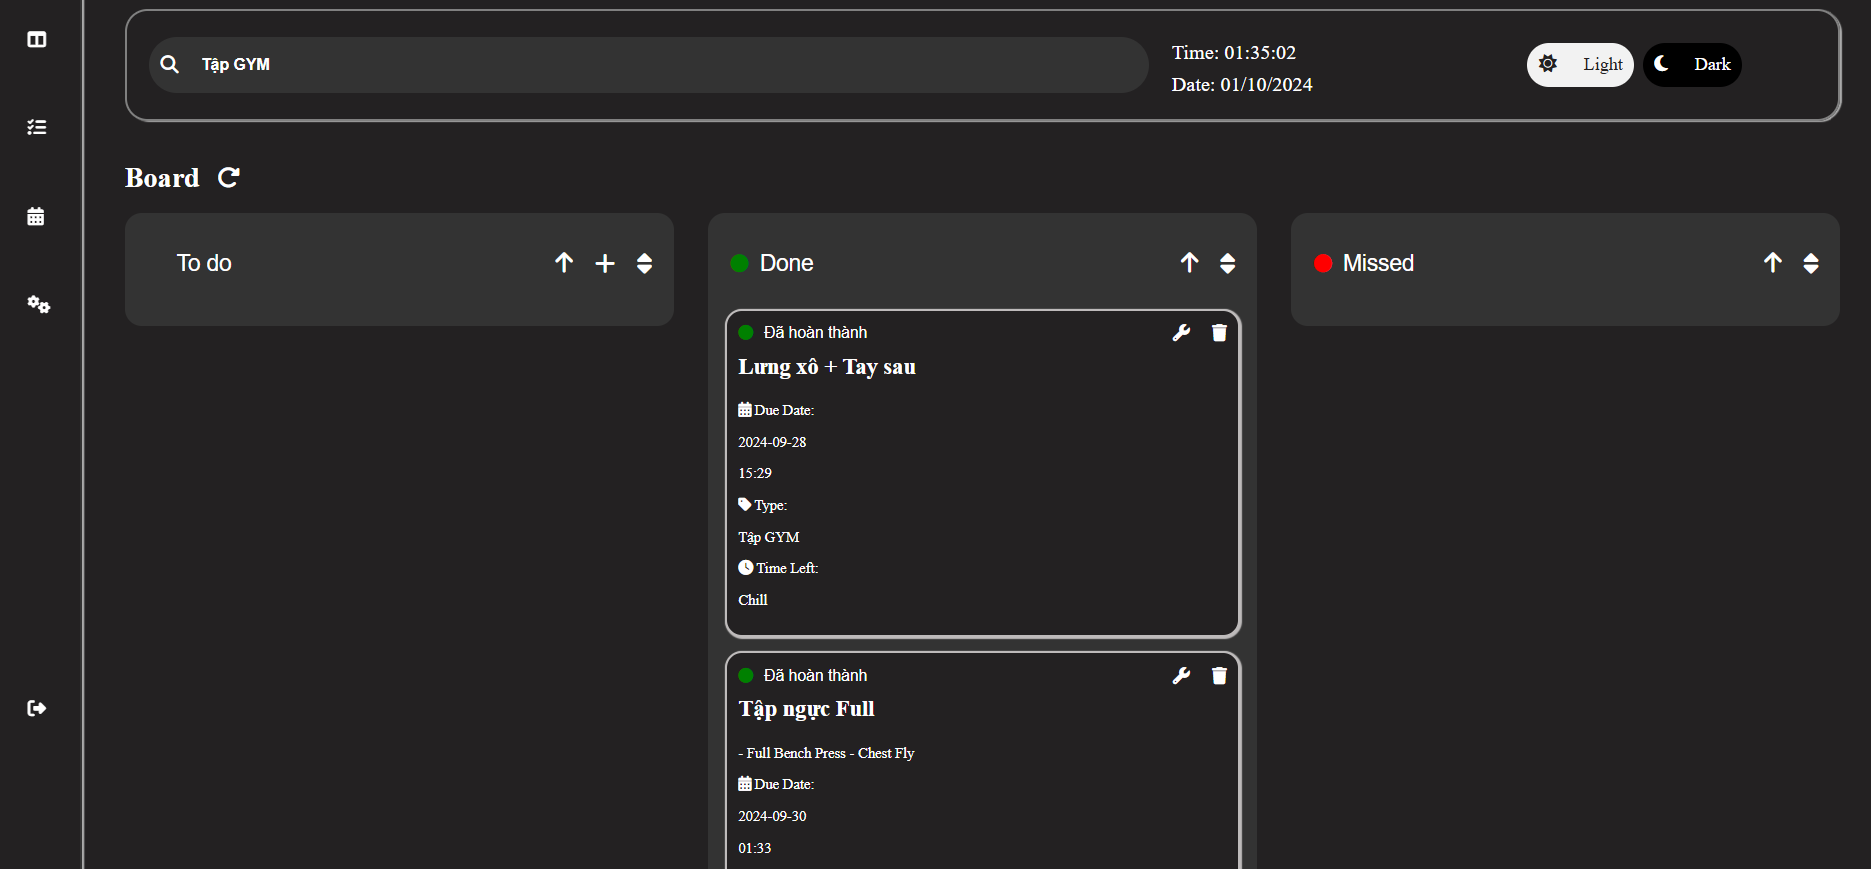 Tập GYM
Time: 01:35:02
Date: 01/10/2024
Light
Dark
Board
To do
Done
Đã hoàn thành
Lưng xô + Tay sau
Due Date:
2024-09-28
15:29
Type:
Tập GYM
Time Left:
Chill
Đã hoàn thành
Tập ngực Full
- Full Bench Press - Chest Fly
Due Date:
2024-09-30
01:33
Missed